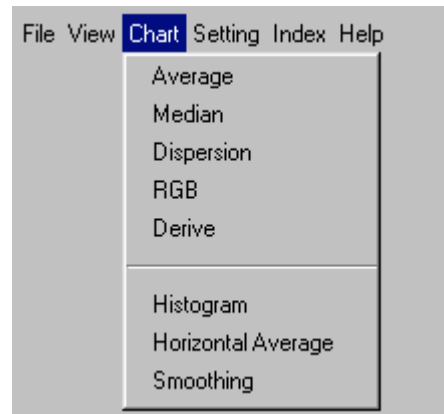 File View Chart Setting Index Help
Average
Median
Dispersion
RGB
Derive
Histogram
Horizontal Average
Smoothing